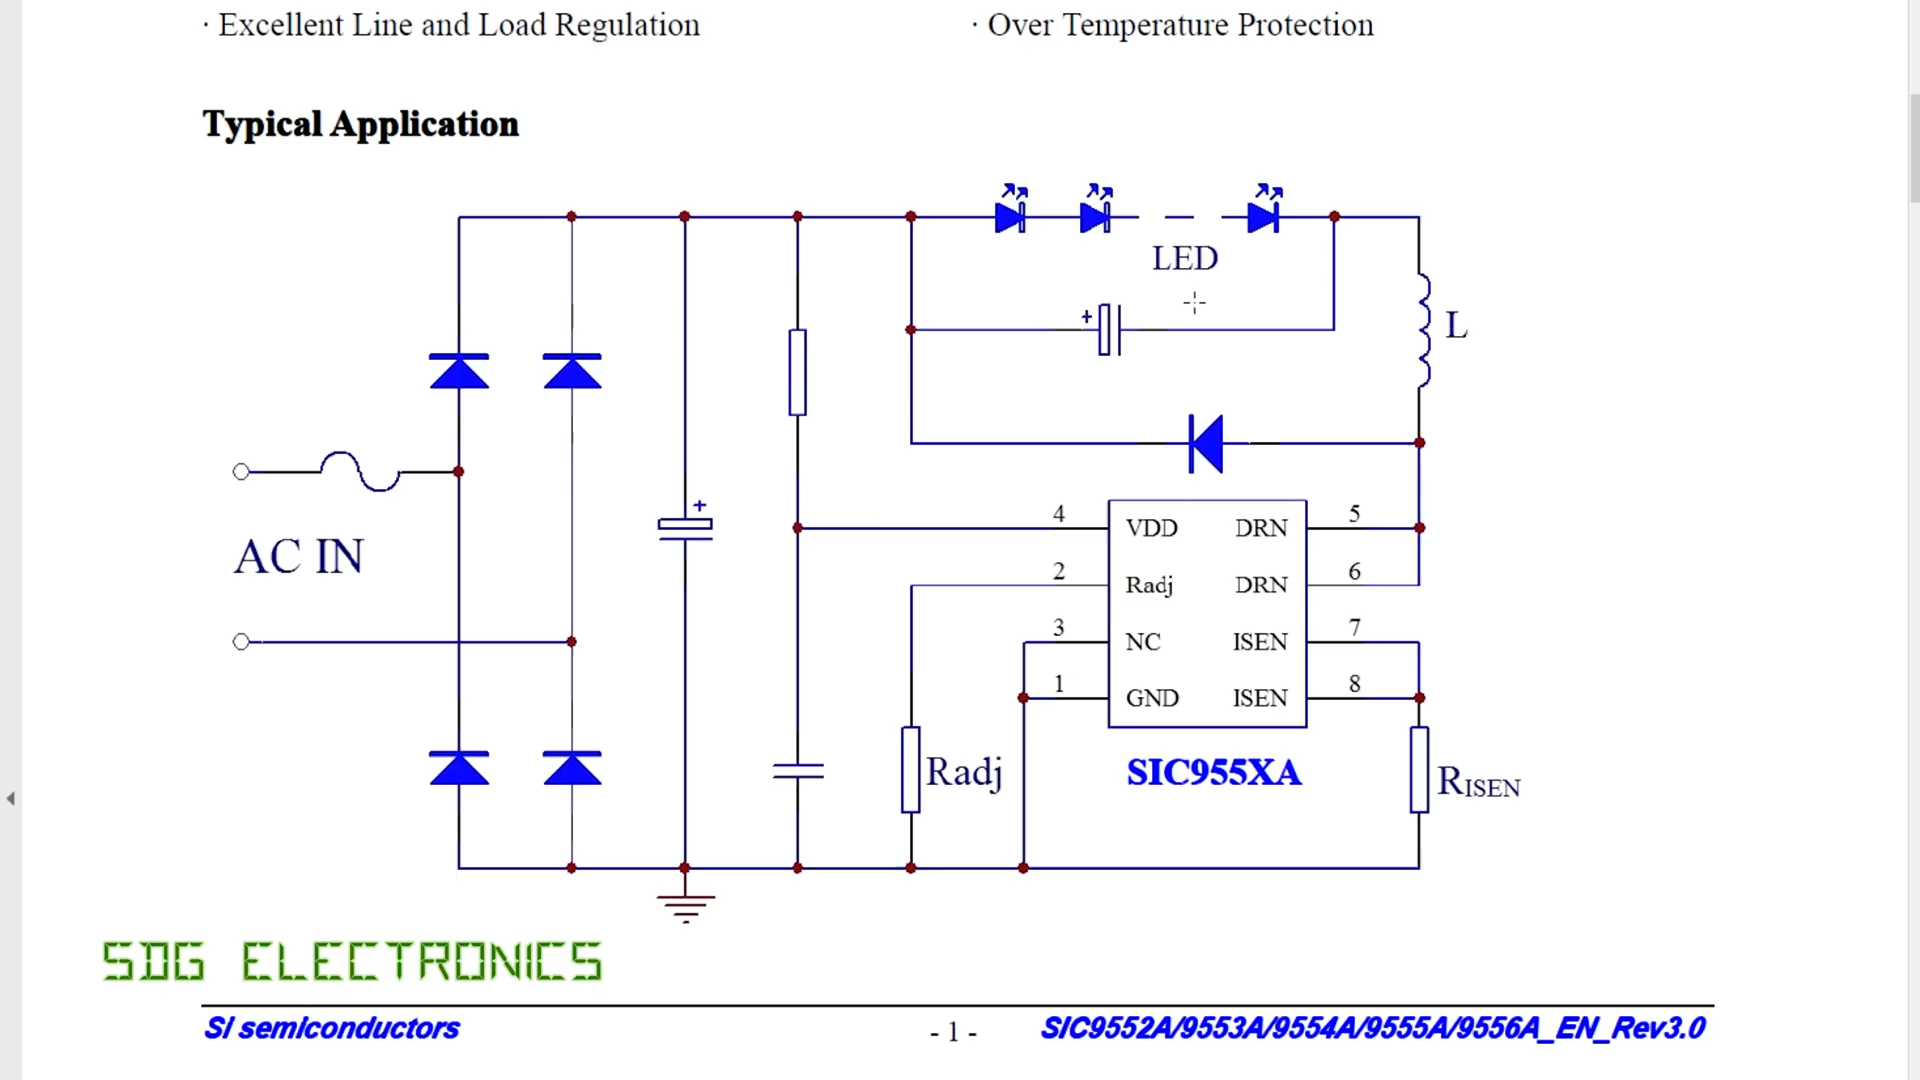 · Excellent Line and Load Regulation
· Over Temperature Protection
Typical Application
LED
+
L
+
AC IN
4 VDD DRN 5
2 Radj DRN 6
3 NC ISEN 7
1 GND ISEN 8
Radj
SIC955XA
RISEN
SDG ELECTRONICS
SI semiconductors
- 1 -
SIC9552A/9553A/9554A/9555A/9556A_EN_Rev3.0